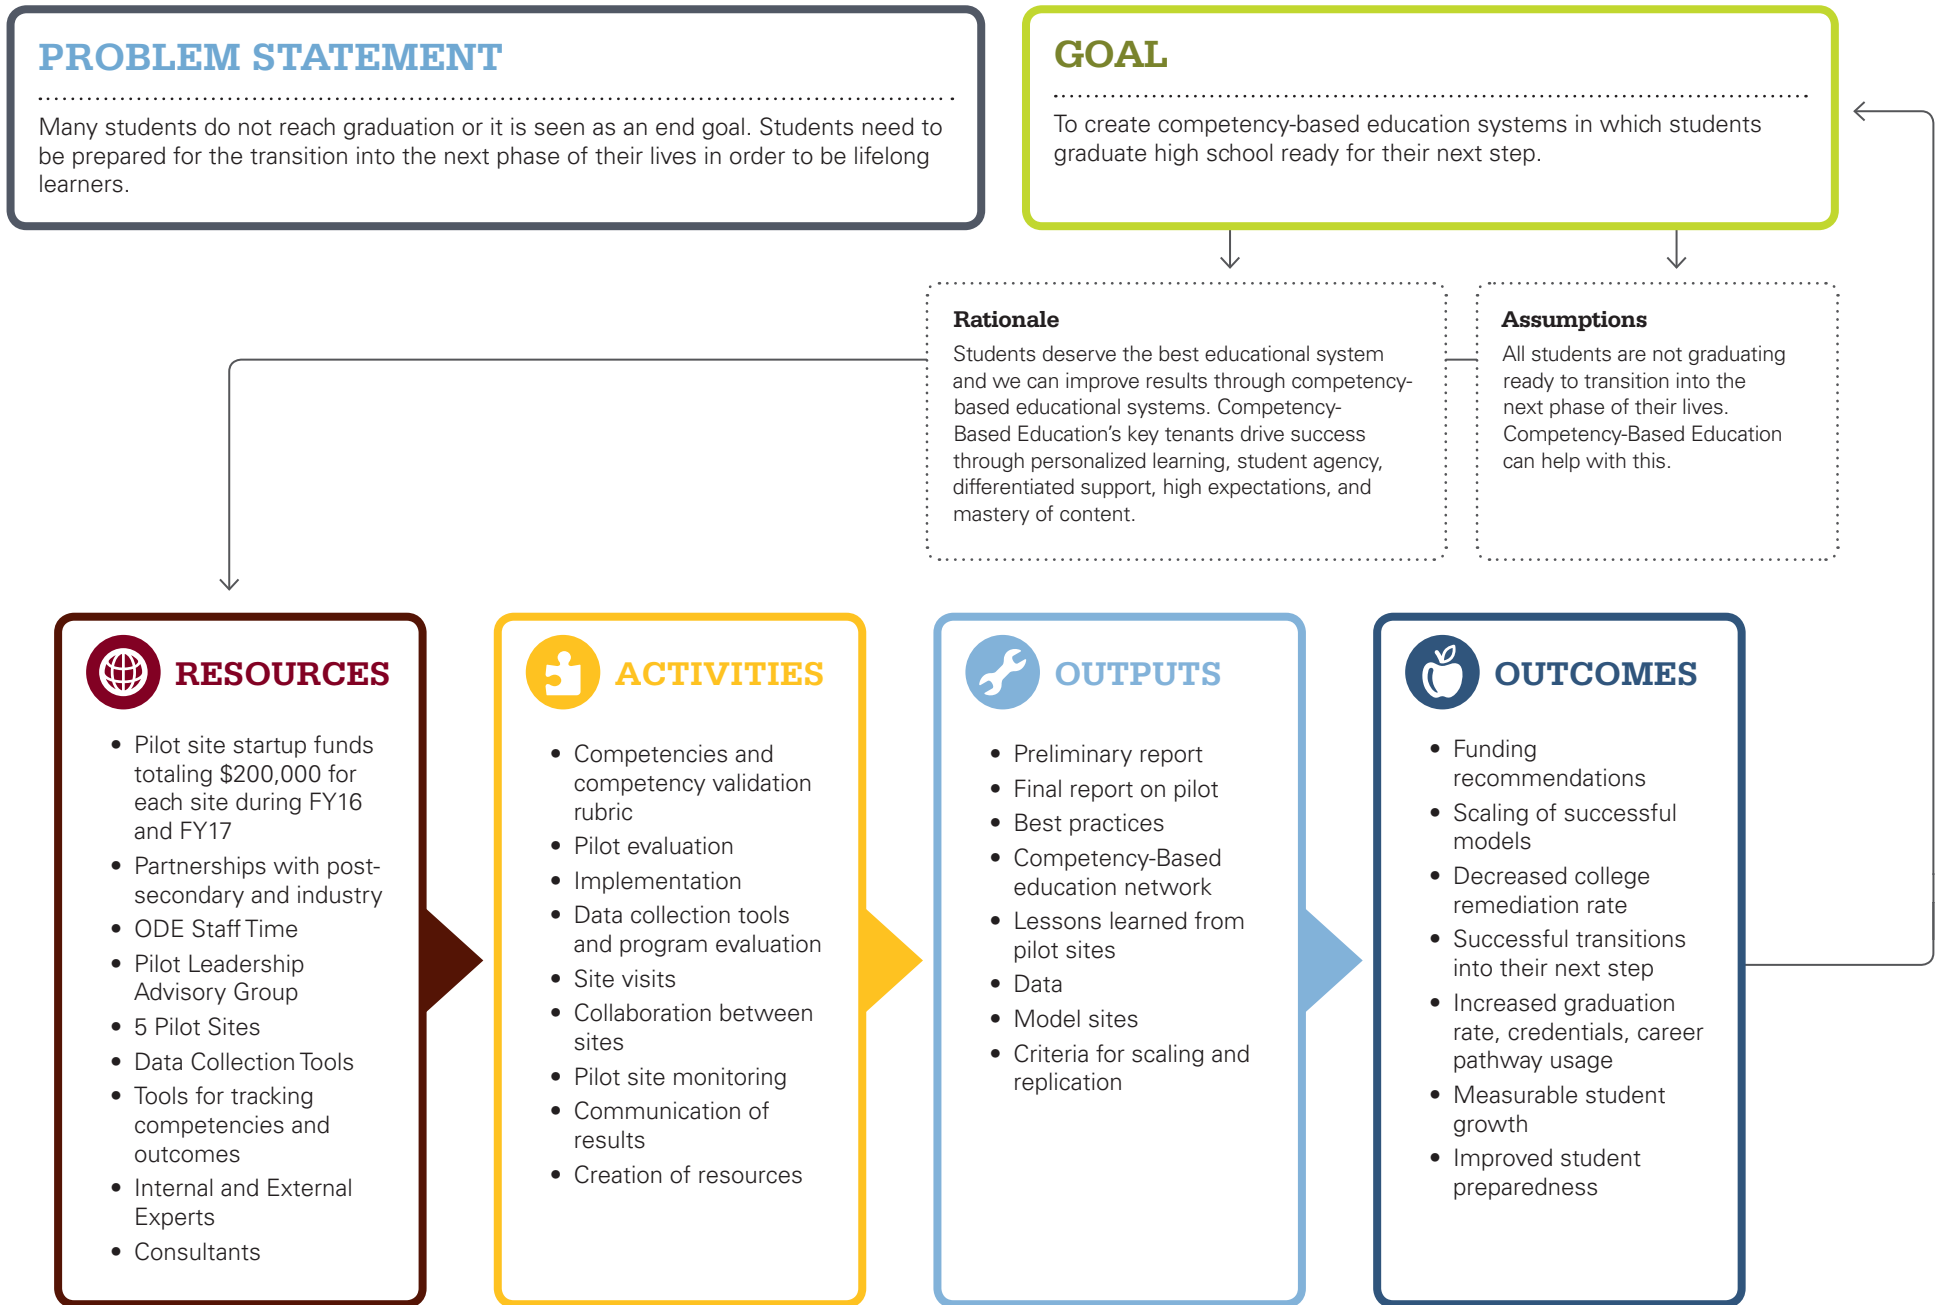 PROBLEM STATEMENT
Many students do not reach graduation or it is seen as an end goal. Students need to
be prepared for the transition into the next phase of their lives in order to be lifelong
learners.
GOAL
To create competency-based education systems in which students
graduate high school ready for their next step.
Rationale
Students deserve the best educational system
and we can improve results through competency-
based educational systems. Competency-
Based Education’s key tenants drive success
through personalized learning, student agency,
differentiated support, high expectations, and
mastery of content.
Assumptions
All students are not graduating
ready to transition into the
next phase of their lives.
Competency-Based Education
can help with this.
RESOURCES
• Pilot site startup funds
totaling $200,000 for
each site during FY16
and FY17
• Partnerships with post-
secondary and industry
• ODE Staff Time
• Pilot Leadership
Advisory Group
• 5 Pilot Sites
• Data Collection Tools
• Tools for tracking
competencies and
outcomes
• Internal and External
Experts
• Consultants
ACTIVITIES
• Competencies and
competency validation
rubric
• Pilot evaluation
• Implementation
• Data collection tools
and program evaluation
• Site visits
• Collaboration between
sites
• Pilot site monitoring
• Communication of
results
• Creation of resources
OUTPUTS
• Preliminary report
• Final report on pilot
• Best practices
• Competency-Based
education network
• Lessons learned from
pilot sites
• Data
• Model sites
• Criteria for scaling and
replication
OUTCOMES
• Funding
recommendations
• Scaling of successful
models
• Decreased college
remediation rate
• Successful transitions
into their next step
• Increased graduation
rate, credentials, career
pathway usage
• Measurable student
growth
• Improved student
preparedness